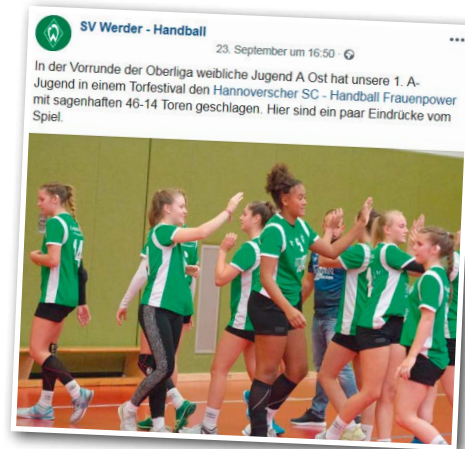 SV Werder - Handball
23. September um 16:50 ·
In der Vorrunde der Oberliga weibliche Jugend A Ost hat unsere 1. A-
Jugend in einem Torfestival den Hannoverscher SC - Handball Frauenpower
mit sagenhaften 46-14 Toren geschlagen. Hier sind ein paar Eindrücke vom
Spiel.